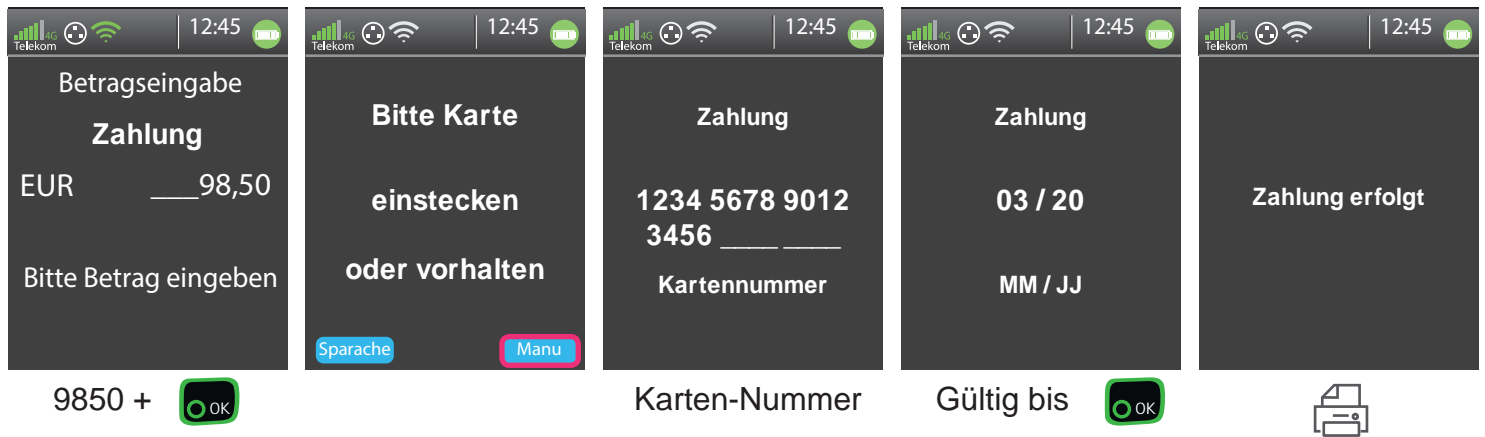 4G 12:45
Telekom
Betragseingabe
Zahlung
EUR ___98,50
Bitte Betrag eingeben
9850 + OK
4G 12:45
Telekom
Bitte Karte
einstecken
oder vorhalten
Sparache Manu
4G 12:45
Telekom
Zahlung
1234 5678 9012
3456 ____ ____
Kartennummer
Karten-Nummer
4G 12:45
Telekom
Zahlung
03 / 20
MM / JJ
Gültig bis OK
4G 12:45
Telekom
Zahlung erfolgt